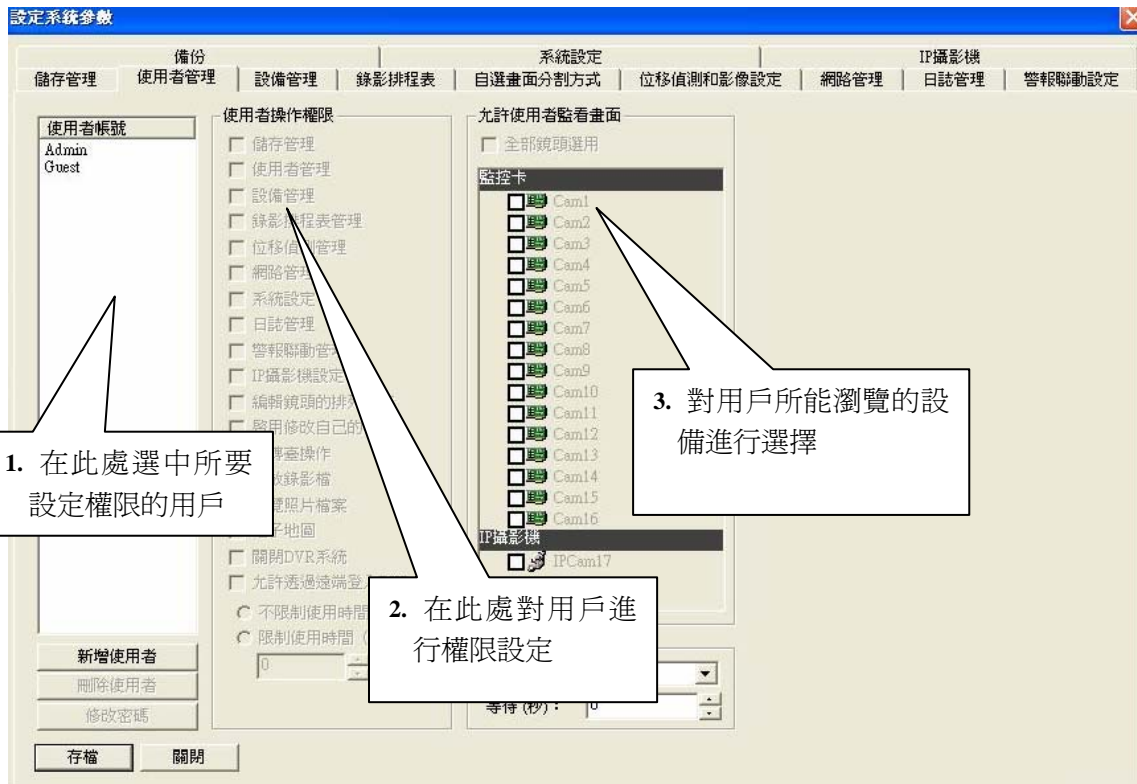 設定系統參數
備份
系統設定
IP攝影機
儲存管理
使用者管理
設備管理
錄影排程表
自選畫面分割方式
位移偵測和影像設定
網路管理
日誌管理
警報聯動設定
使用者帳號
Admin
Guest
新增使用者
刪除使用者
修改密碼
存檔
關閉
使用者操作權限
儲存管理
使用者管理
設備管理
錄影排程表管理
位移偵測管理
網路管理
系統設定
日誌管理
警報聯動管
IP攝影機設定
編輯鏡頭的排列
啓用修改自己的
操作
錄影檔
覽照片檔案
子地圖
關閉DVR系統
允許透過遠端登入
不限制使用時間
限制使用時間 (
0
允許使用者監看畫面
全部鏡頭選用
監控卡
Cam1
Cam2
Cam3
Cam4
Cam5
Cam6
Cam7
Cam8
Cam9
Cam10
Cam11
Cam12
Cam13
Cam14
Cam15
Cam16
IP攝影機
IPCam17
等待 (秒)：
0
1. 在此處選中所要
設定權限的用戶
2. 在此處對用戶進
行權限設定
3. 對用戶所能瀏覽的設
備進行選擇